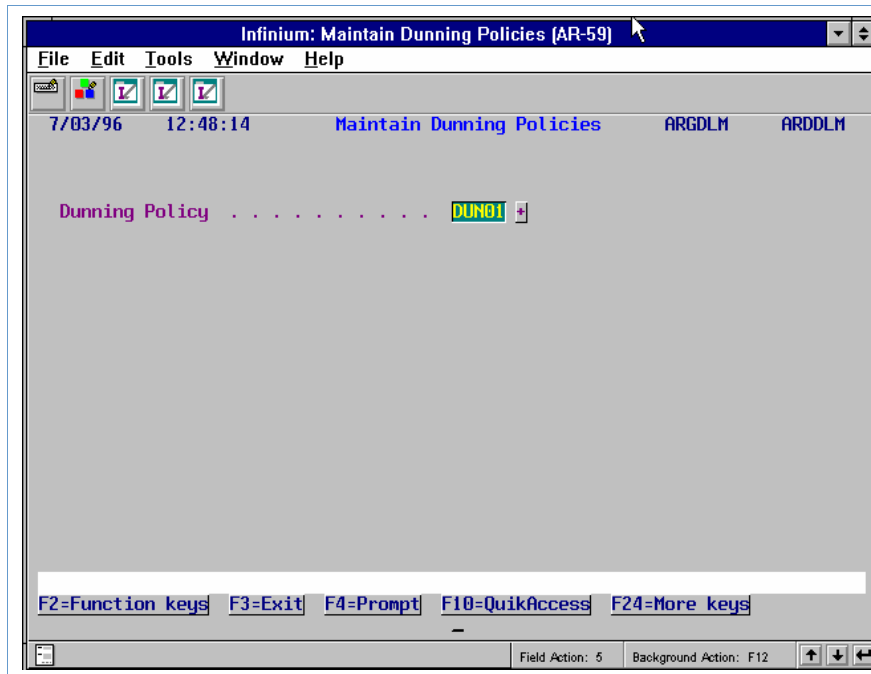 Infinium: Maintain Dunning Policies (AR-59)
File Edit Tools Window Help
7/03/96 12:48:14 Maintain Dunning Policies ARGDLM ARDDLM
Dunning Policy . . . . . . . . . . DUN01 +
F2=Function keys F3=Exit F4=Prompt F10=QuikAccess F24=More keys
Field Action: 5 Background Action: F12